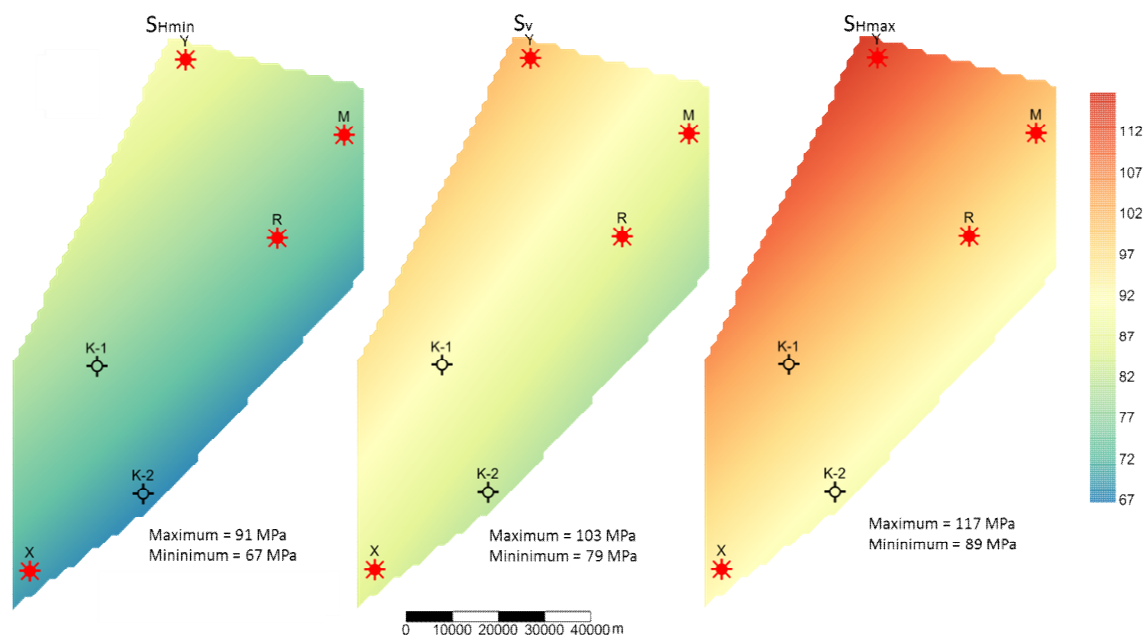 SHmin
Y
M
R
K-1
K-2
X
Maximum = 91 MPa
Mininimum = 67 MPa
Sv
Y
M
R
K-1
K-2
X
Maximum = 103 MPa
Mininimum = 79 MPa
SHmax
Y
M
R
K-1
K-2
X
Maximum = 117 MPa
Mininimum = 89 MPa
112
107
102
97
92
87
82
77
72
67
0 10000 20000 30000 40000 m